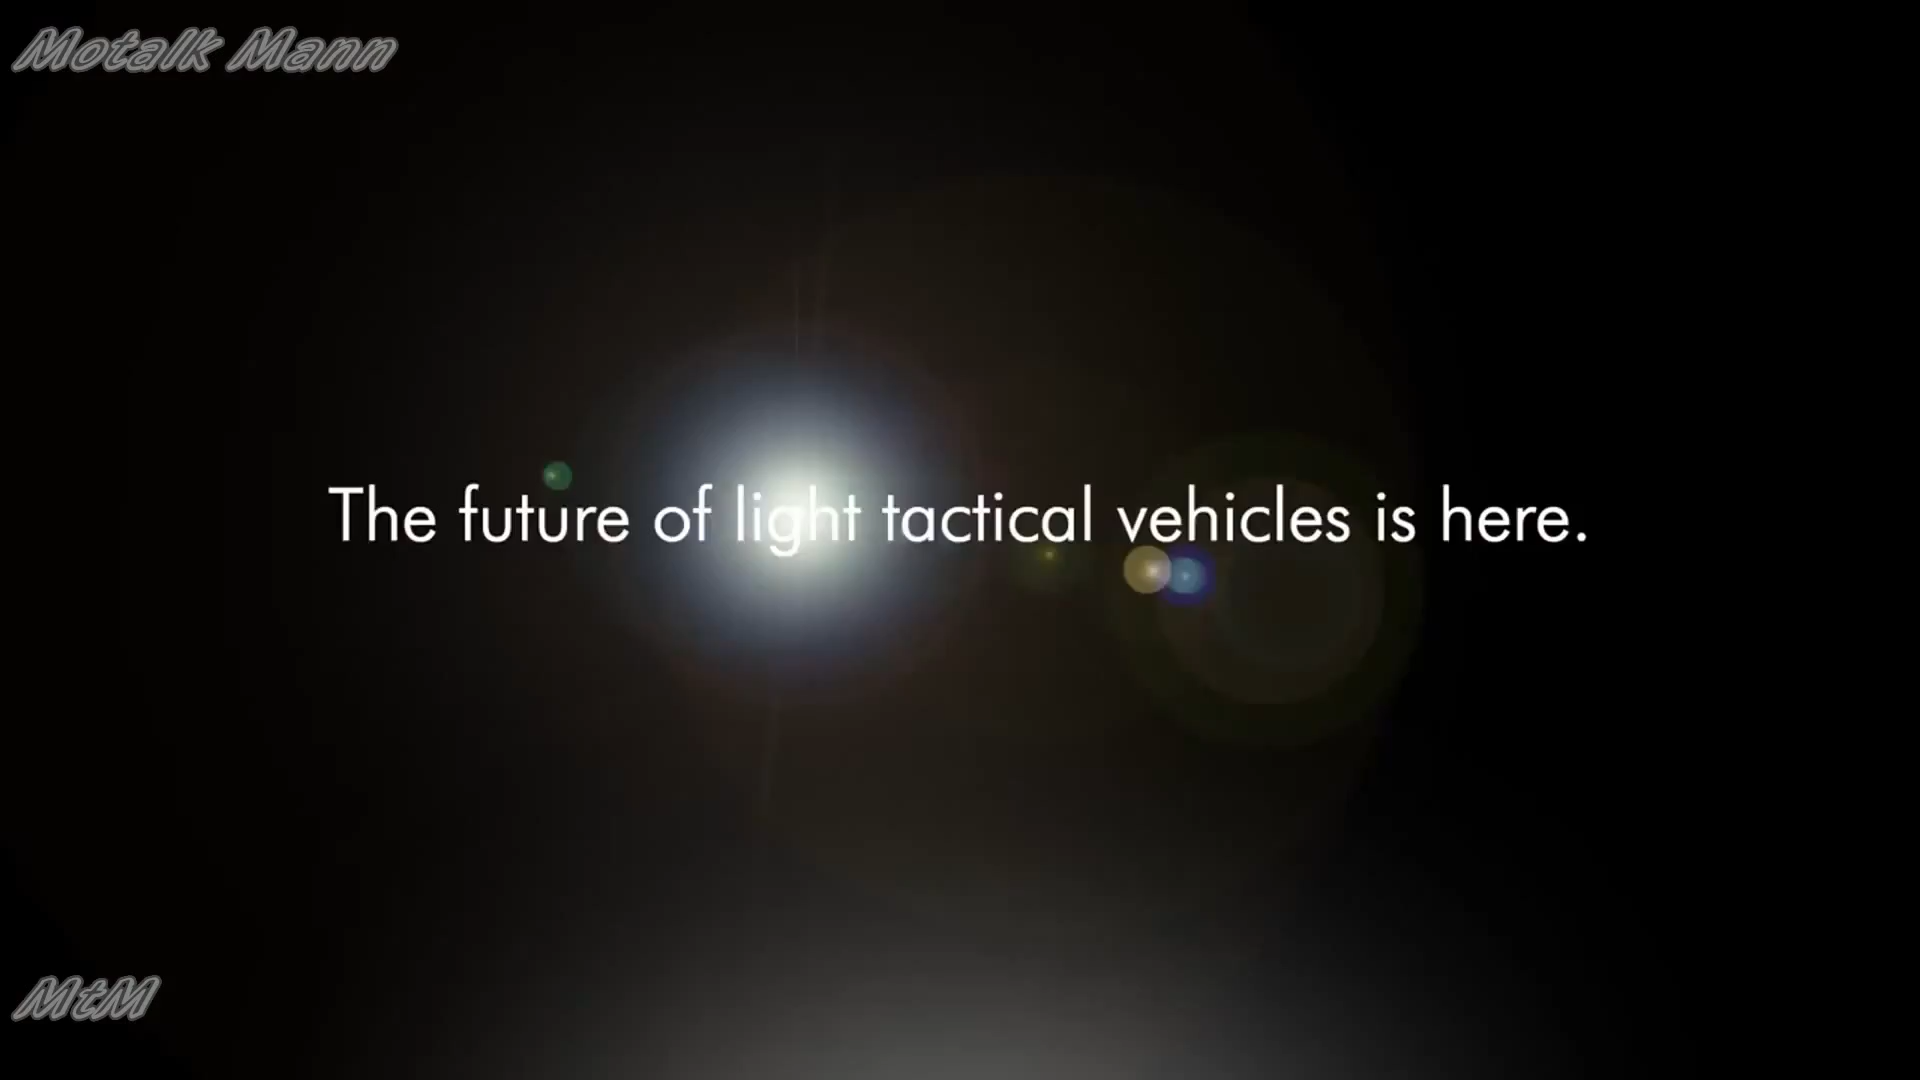 Motalk Mann
The future of light tactical vehicles is here.
MtM